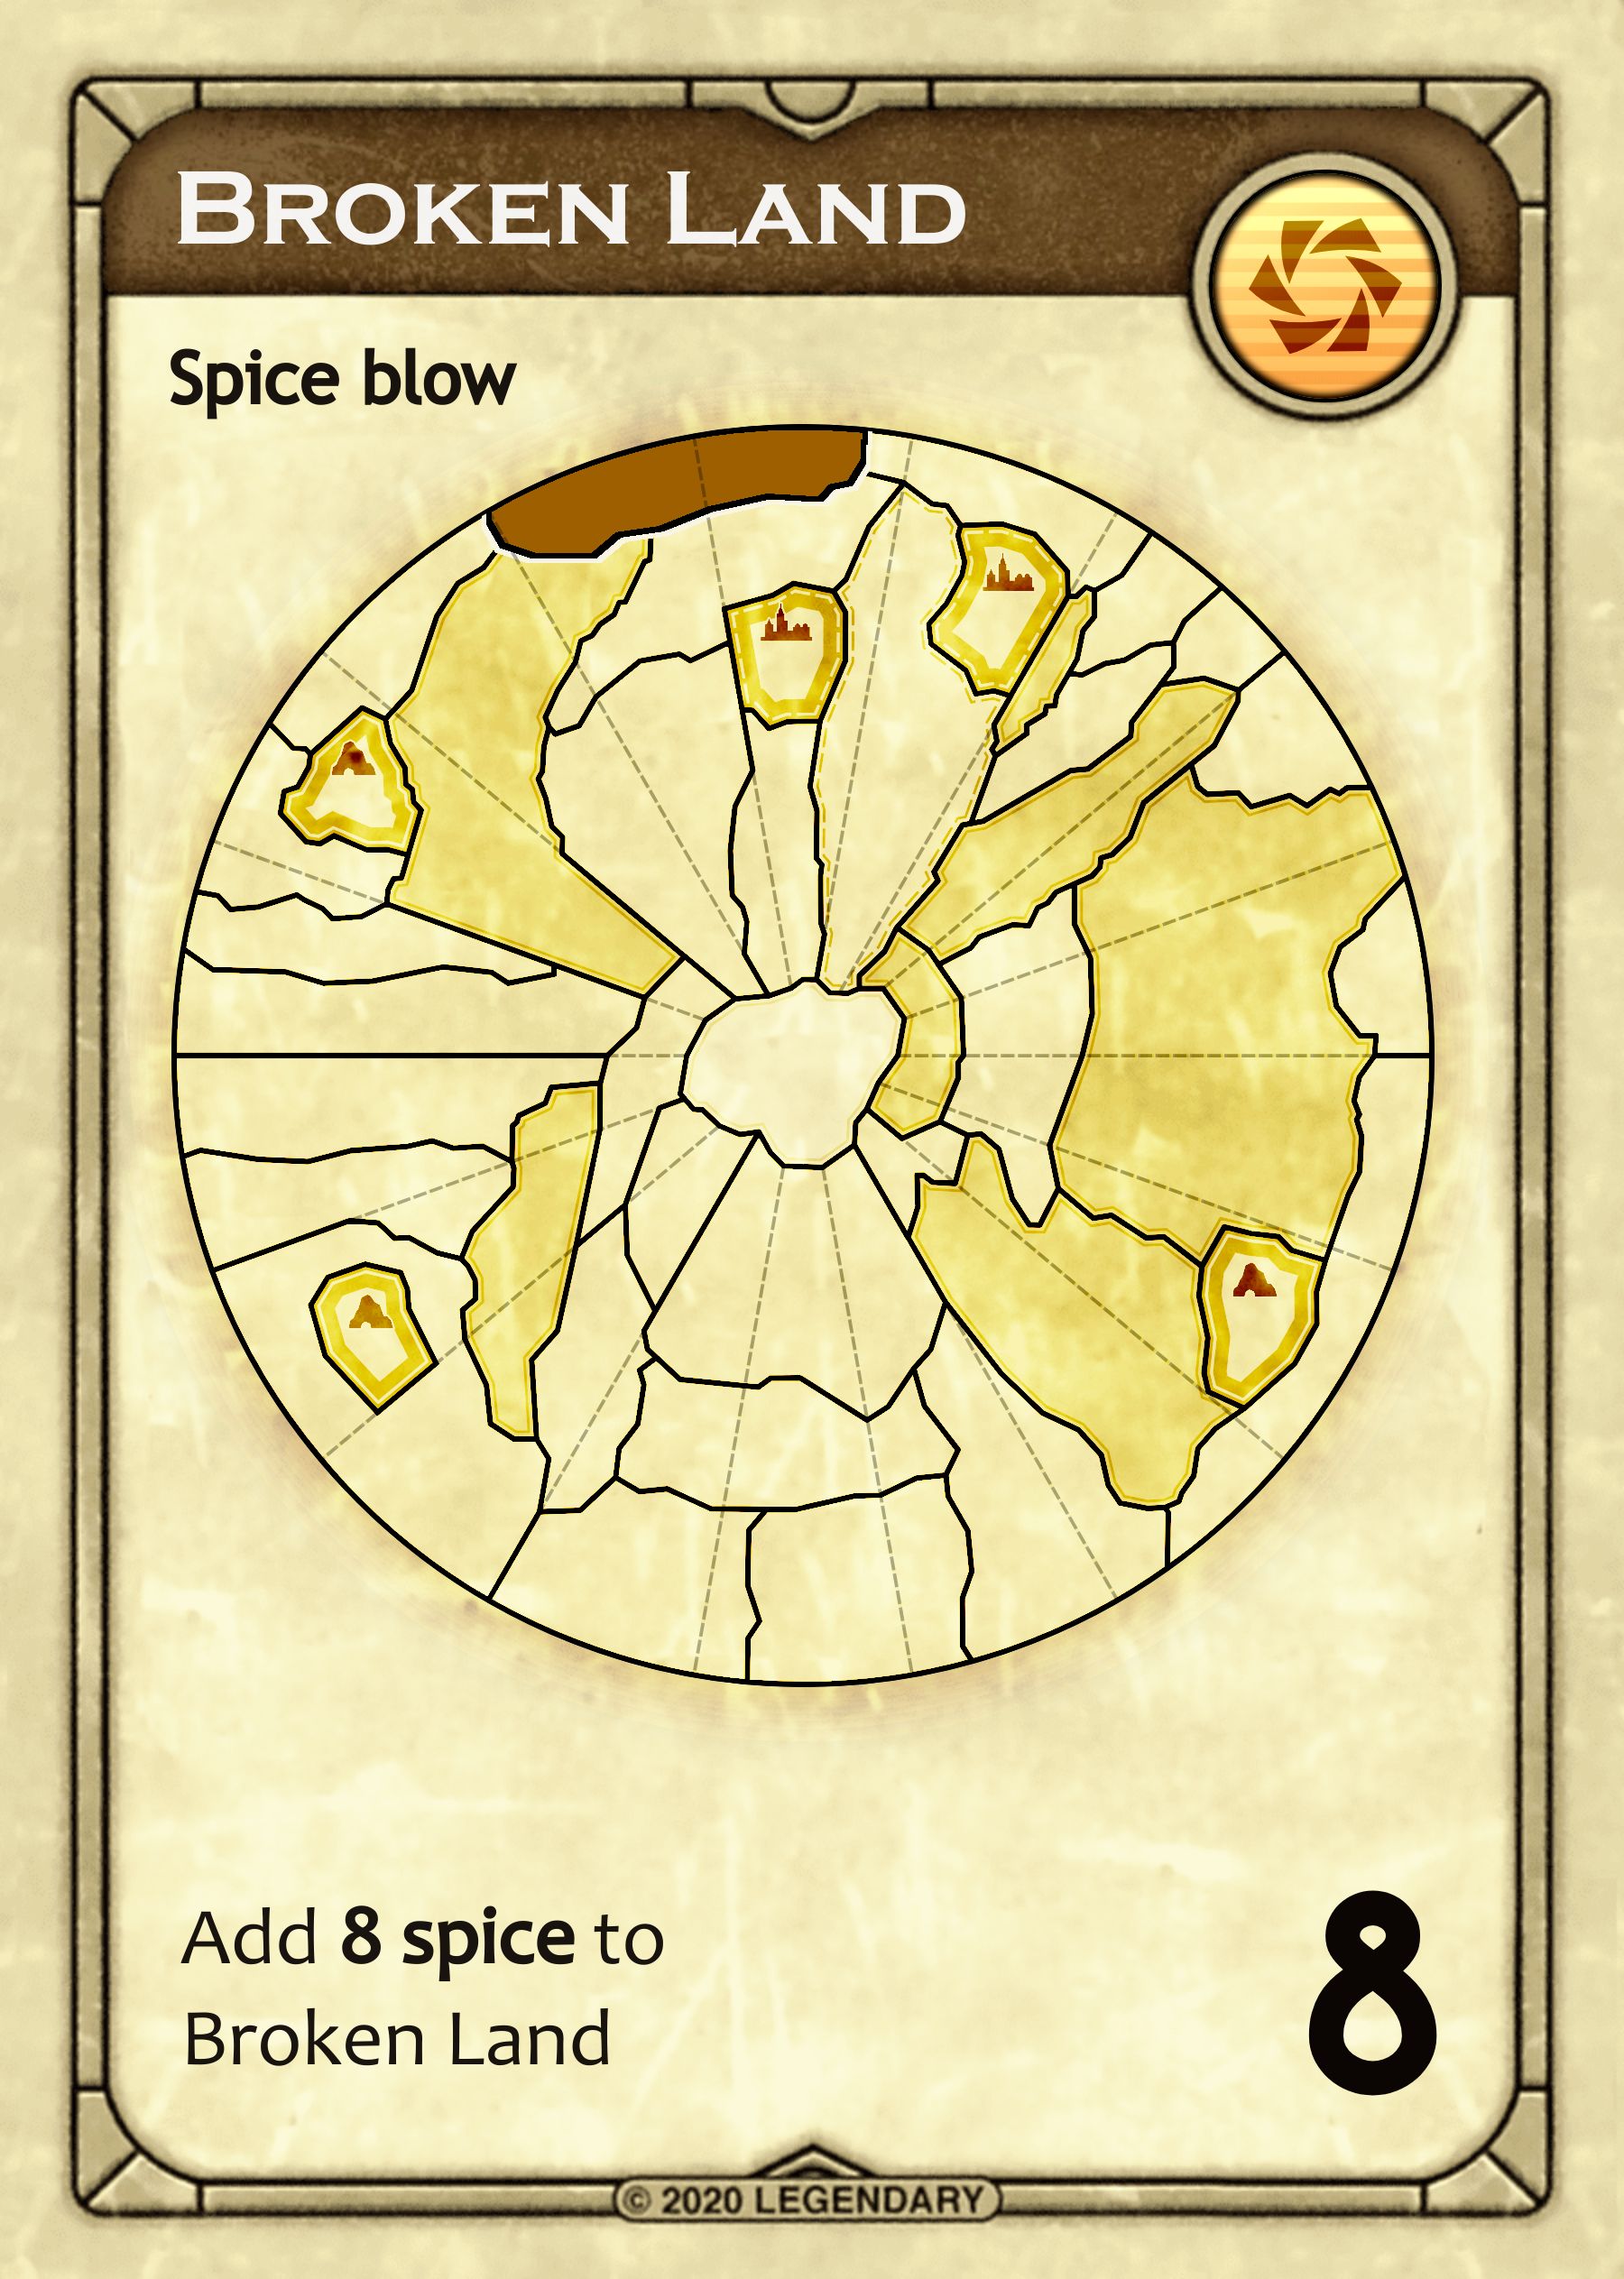 BROKEN LAND
Spice blow
Add 8 spice to
Broken Land
8
© 2020 LEGENDARY